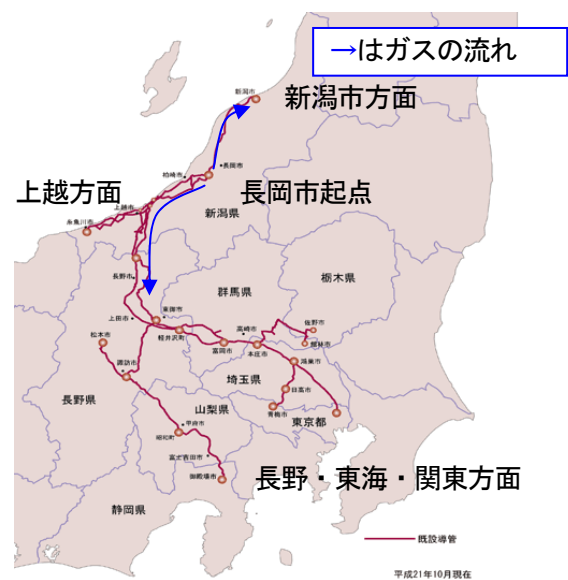 →はガスの流れ
新潟市
新潟市方面
長岡市
柏崎市
上越方面
上越市
長岡市起点
糸魚川市
新潟県
長野市
栃木県
群馬県
東御市
上田市
高崎市
佐野市
松本市
軽井沢町
館林市
富岡市
本庄市
諏訪市
鴻巣市
埼玉県
日高市
長野県
山梨県
青梅市
東京都
甲府市
昭和町
富士吉田市
御殿場市
長野・東海・関東方面
静岡県
既設導管
平成21年10月現在